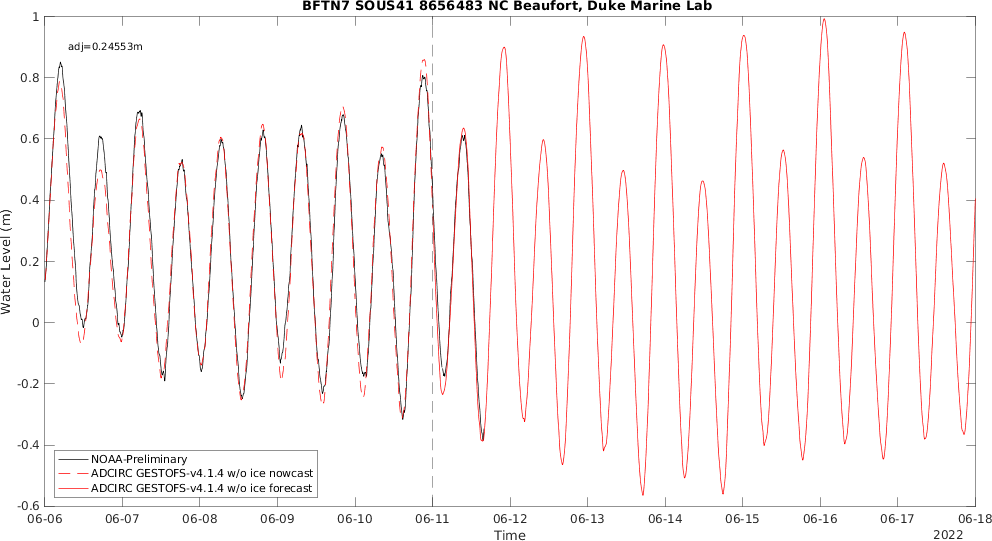 BFTN7 SOUS41 8656483 NC Beaufort, Duke Marine Lab
adj=0.24553m
1
0.8
0.6
0.4
0.2
0
-0.2
-0.4
-0.6
Water Level (m)
NOAA-Preliminary
ADCIRC GESTOFS-v4.1.4 w/o ice nowcast
ADCIRC GESTOFS-v4.1.4 w/o ice forecast
06-06 06-07 06-08 06-09 06-10 06-11 06-12 06-13 06-14 06-15 06-16 06-17 06-18
Time
2022